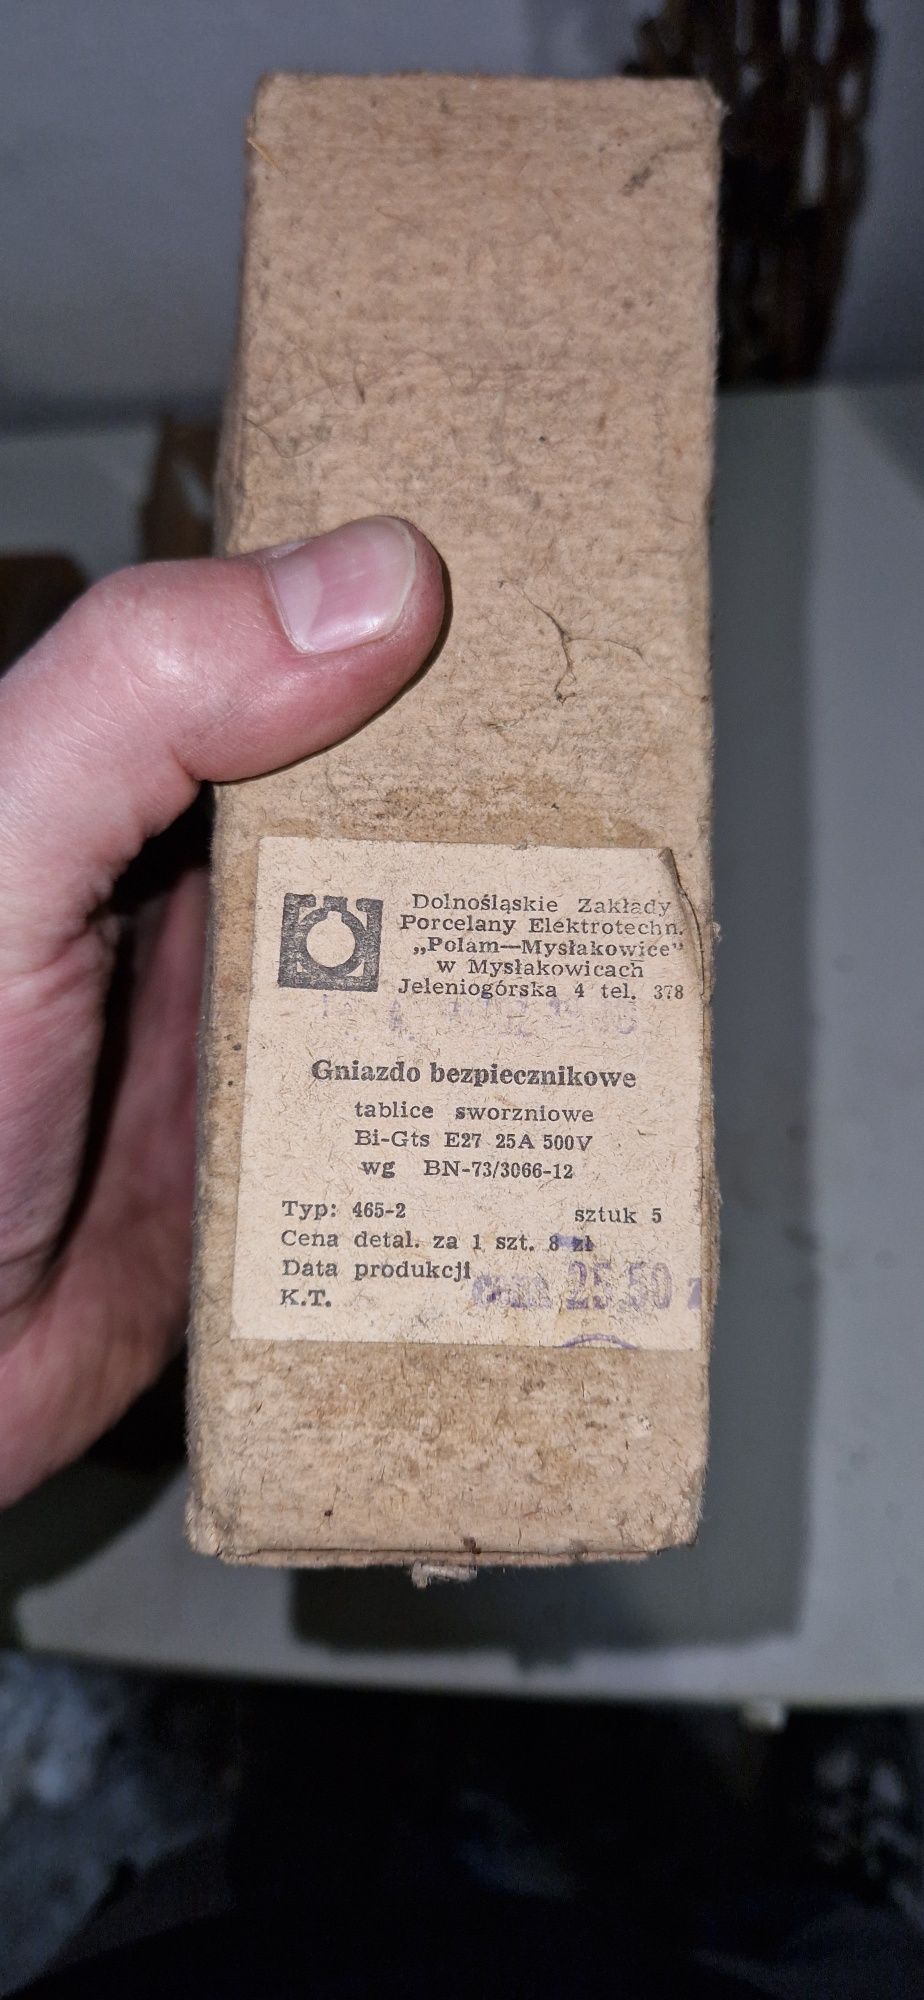 Dolnośląskie Zakłady
Porcelany Elektrotechn.
„Polam—Mysłakowice"
w Mysłakowicach
Jeleniogórska 4 tel. 378
Gniazdo bezpiecznikowe
tablice sworzniowe
Bi-Gts E27 25A 500V
wg BN-73/3066-12
Typ: 465-2 sztuk 5
Cena detal. za 1 szt. 8 zł
Data produkcji
cena 25,50 z
K.T.